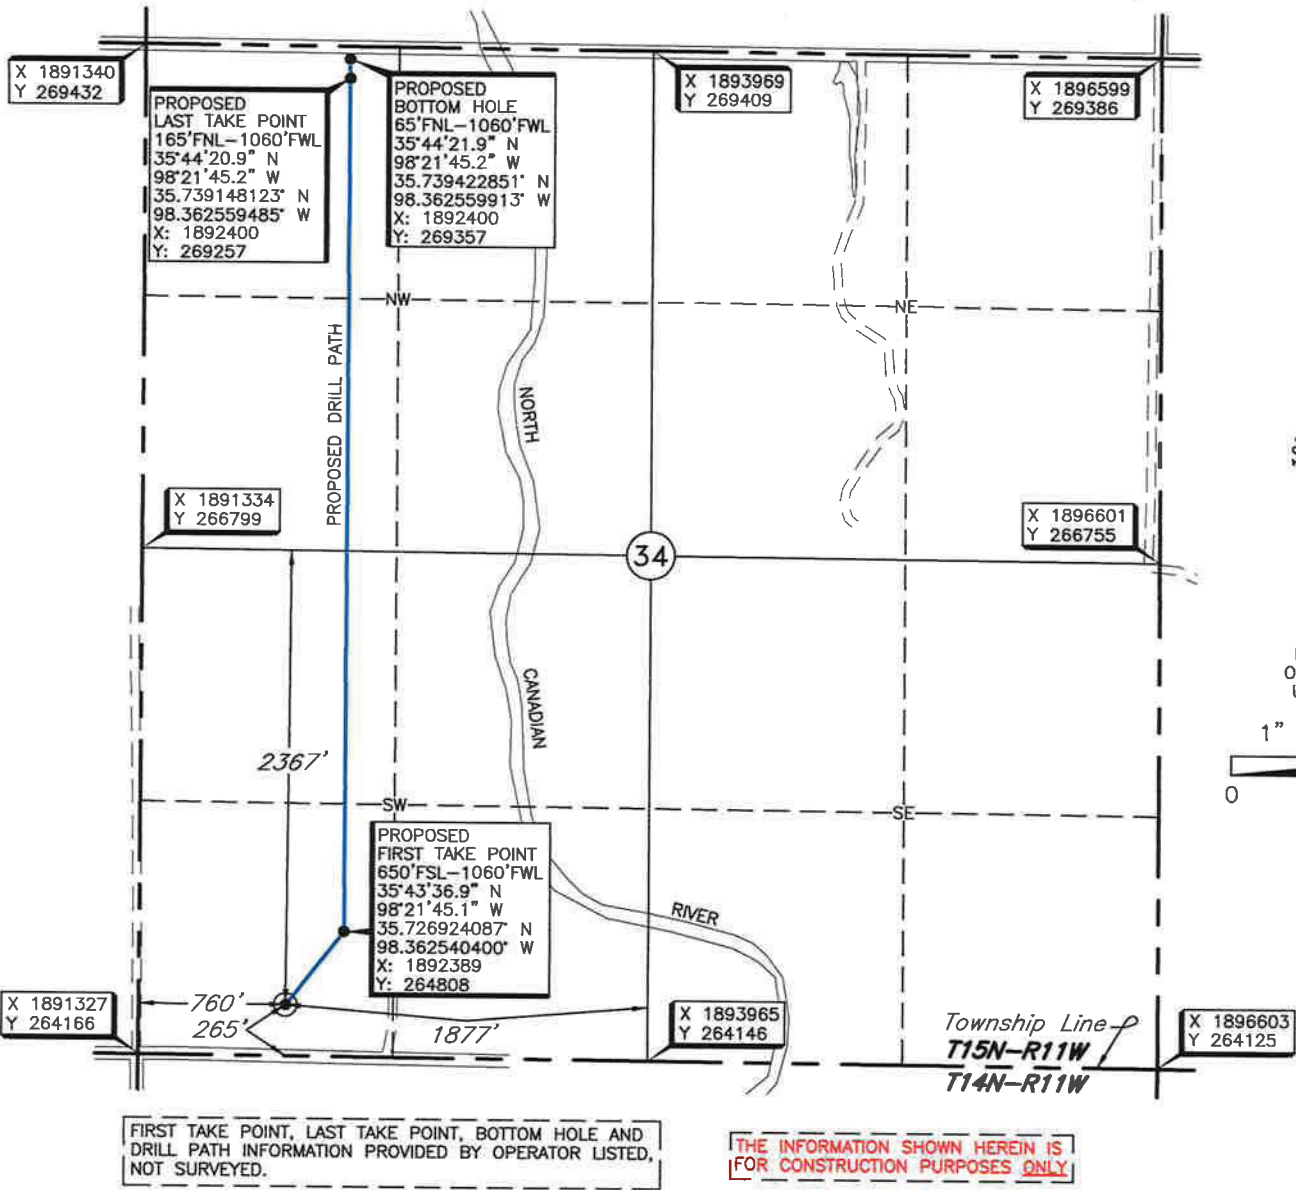 X 1891340
Y 269432
PROPOSED
LAST TAKE POINT
165'FNL-1060'FWL
35°44'20.9" N
98°21'45.2" W
35.739148123° N
98.362559485° W
X: 1892400
Y: 269257
PROPOSED
BOTTOM HOLE
65'FNL-1060'FWL
35°44'21.9" N
98°21'45.2" W
35.739422851° N
98.362559913° W
X: 1892400
Y: 269357
X 1893969
Y 269409
X 1896599
Y 269386
NW
NE
PROPOSED DRILL PATH
NORTH
X 1891334
Y 266799
34
X 1896601
Y 266755
CANADIAN
2367'
1"
0
SW
SE
PROPOSED
FIRST TAKE POINT
650'FSL-1060'FWL
35°43'36.9" N
98°21'45.1" W
35.726924087° N
98.362540400° W
X: 1892389
Y: 264808
RIVER
X 1891327
Y 264166
760'
265'
1877'
X 1893965
Y 264146
Township Line
T15N-R11W
T14N-R11W
X 1896603
Y 264125
FIRST TAKE POINT, LAST TAKE POINT, BOTTOM HOLE AND
DRILL PATH INFORMATION PROVIDED BY OPERATOR LISTED,
NOT SURVEYED.
THE INFORMATION SHOWN HEREIN IS
FOR CONSTRUCTION PURPOSES ONLY